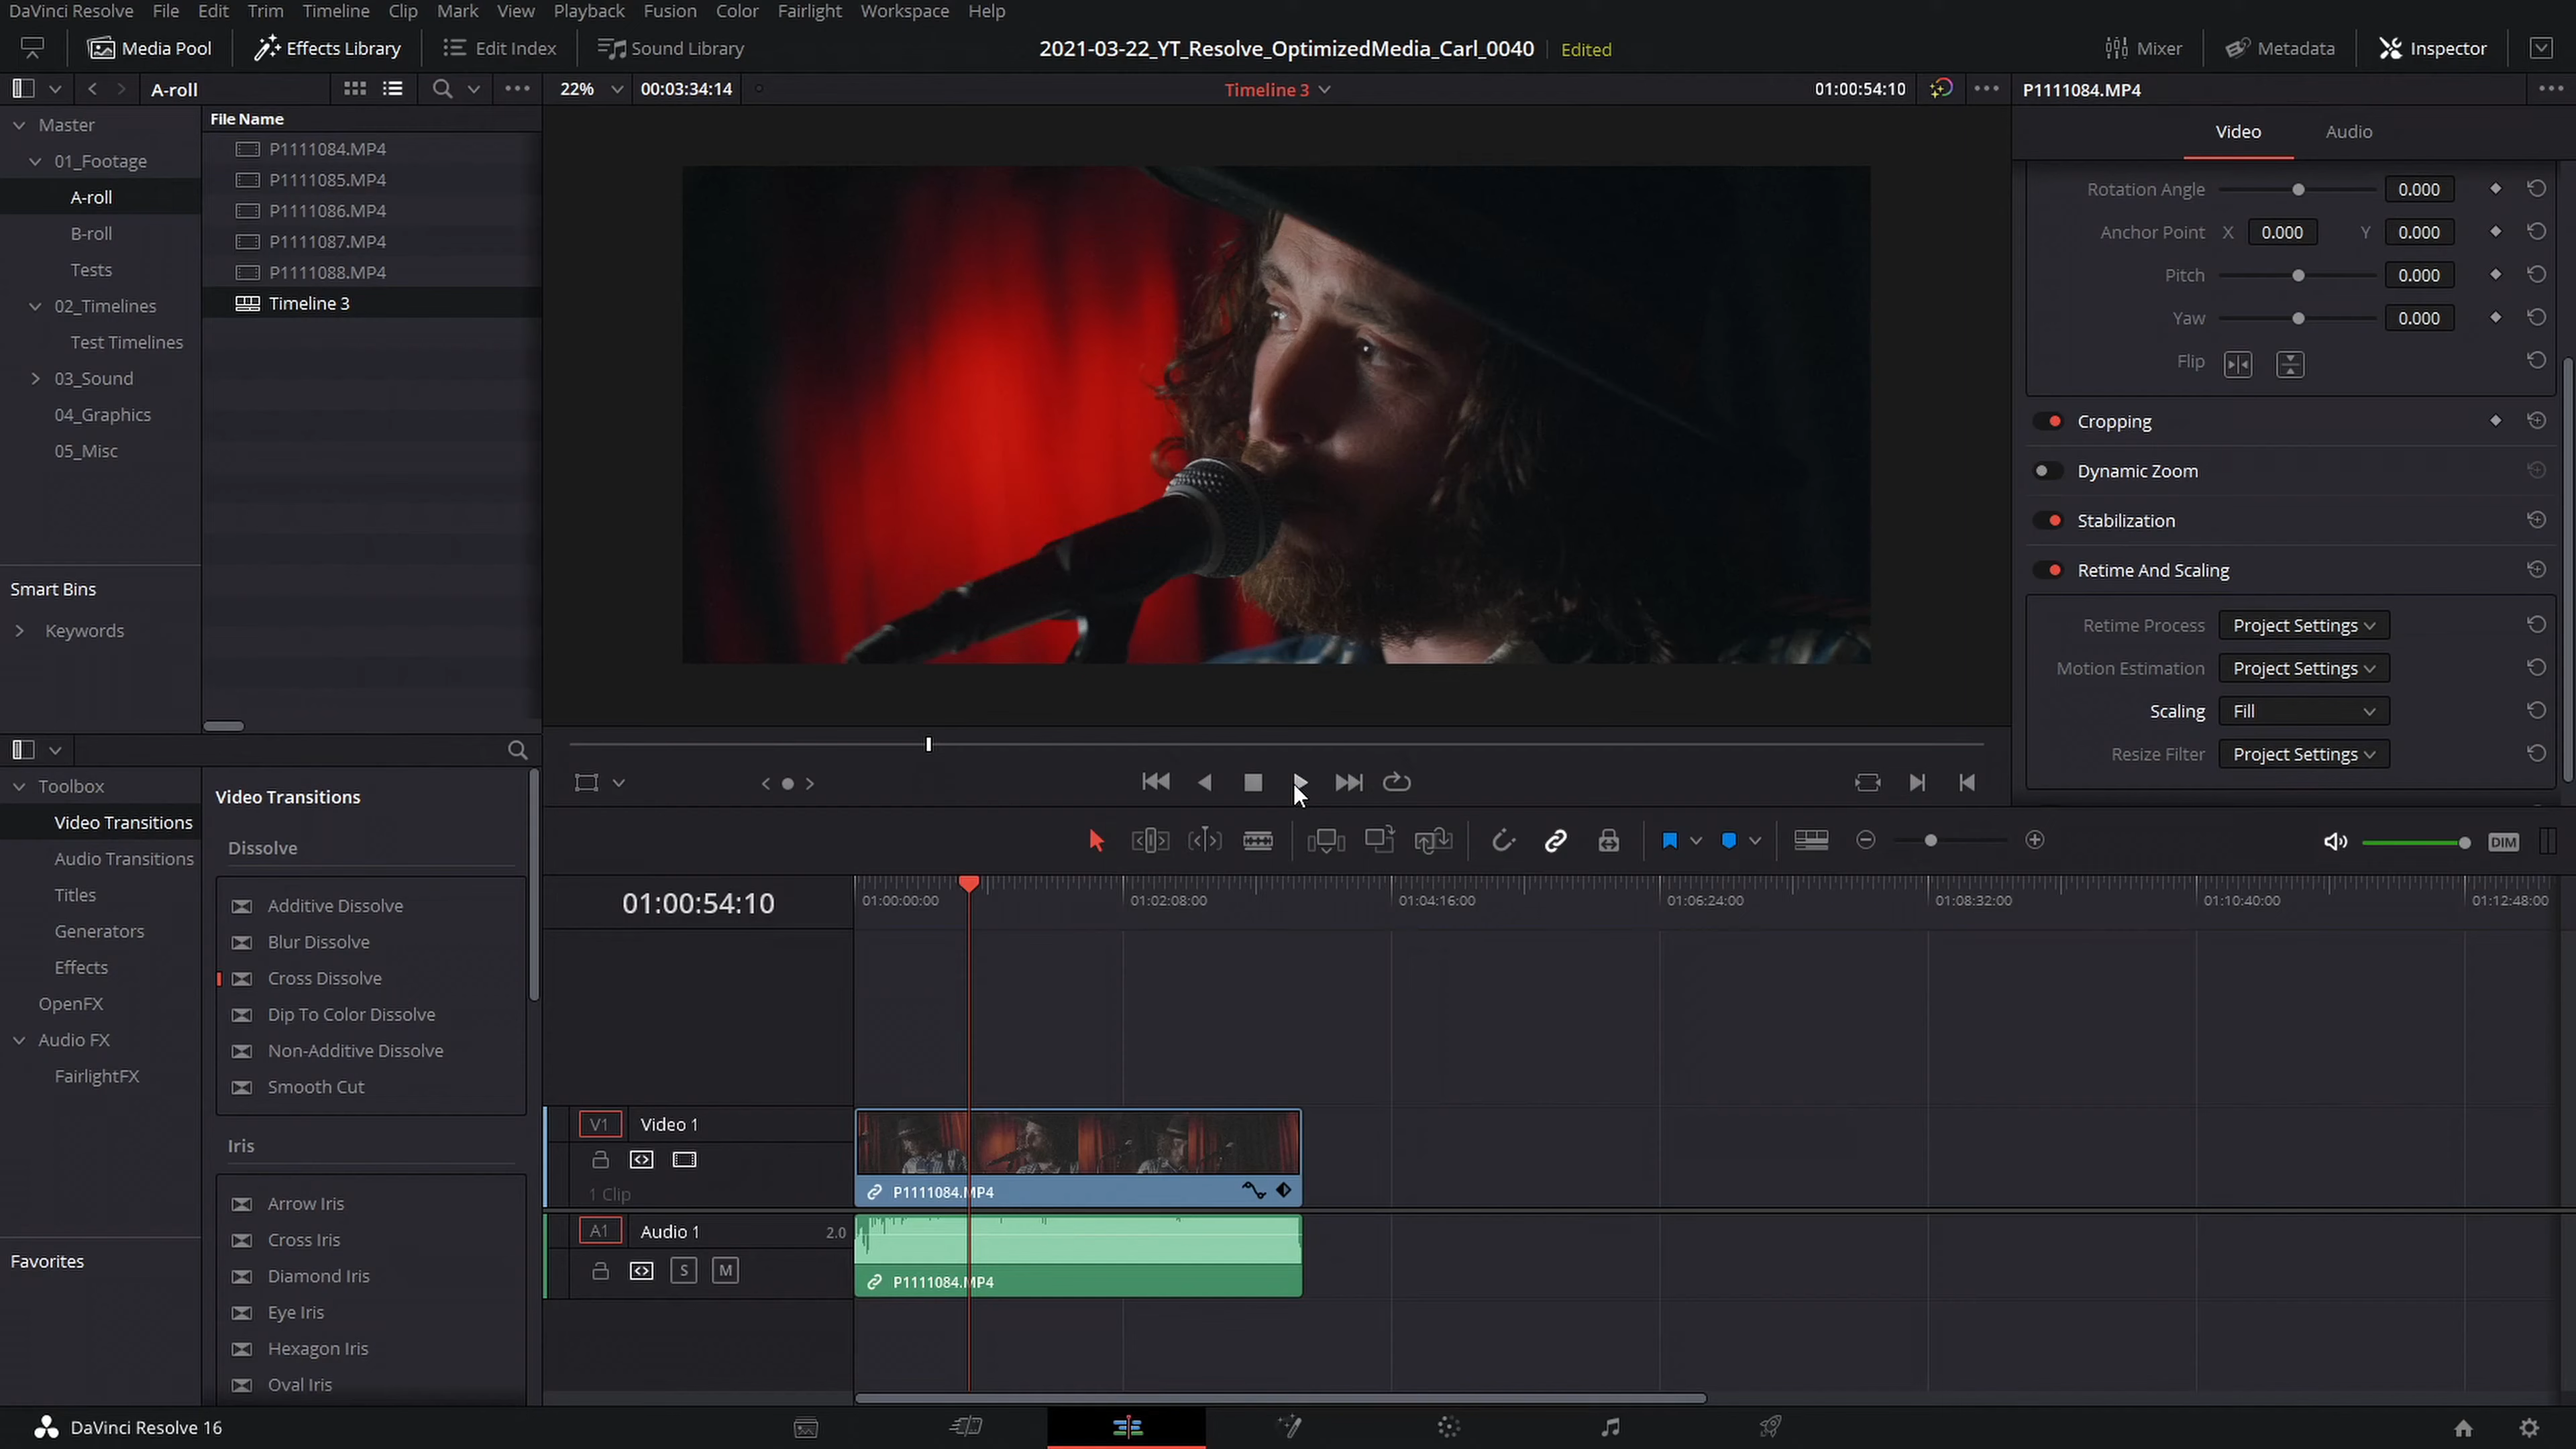 DaVinci Resolve File Edit Trim Timeline Clip Mark View Playback Fusion Color Fairlight Workspace Help
Media Pool Effects Library Edit Index Sound Library 2021-03-22_YT_Resolve_OptimizedMedia_Carl_0040 Edited Mixer Metadata Inspector
A-roll 22% 00:03:34:14 Timeline 3 01:00:54:10 P1111084.MP4
Master
01_Footage
A-roll
B-roll
Tests
02_Timelines
Test Timelines
03_Sound
04_Graphics
05_Misc
Smart Bins
Keywords
File Name
P1111084.MP4
P1111085.MP4
P1111086.MP4
P1111087.MP4
P1111088.MP4
Timeline 3
Video Audio
Rotation Angle 0.000
Anchor Point X 0.000 Y 0.000
Pitch 0.000
Yaw 0.000
Flip
Cropping
Dynamic Zoom
Stabilization
Retime And Scaling
Retime Process Project Settings
Motion Estimation Project Settings
Scaling Fill
Resize Filter Project Settings
Toolbox
Video Transitions
Audio Transitions
Titles
Generators
Effects
OpenFX
Audio FX
FairlightFX
Favorites
Video Transitions
Dissolve
Additive Dissolve
Blur Dissolve
Cross Dissolve
Dip To Color Dissolve
Non-Additive Dissolve
Smooth Cut
Iris
Arrow Iris
Cross Iris
Diamond Iris
Eye Iris
Hexagon Iris
Oval Iris
DIM
01:00:54:10 01:00:00:00 01:02:08:00 01:04:16:00 01:06:24:00 01:08:32:00 01:10:40:00 01:12:48:00
V1 Video 1
1 Clip
P1111084.MP4
A1 Audio 1 2.0
S M
P1111084.MP4
DaVinci Resolve 16